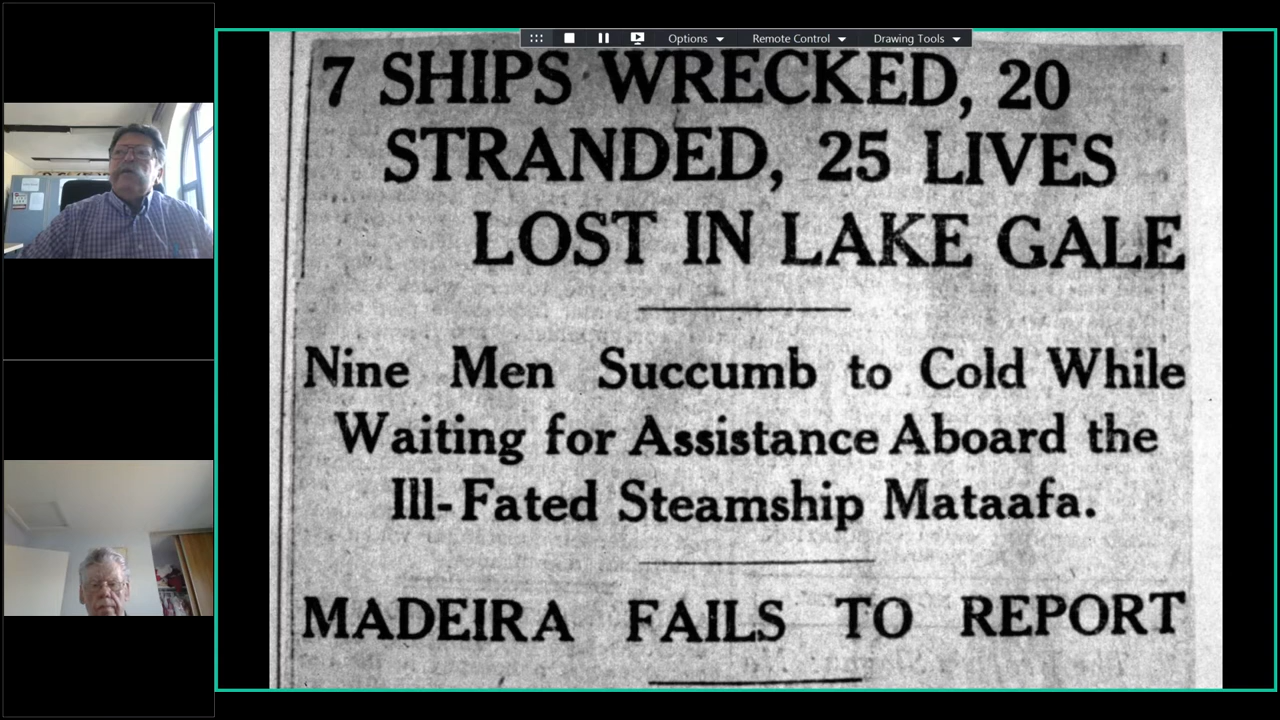 Options
Remote Control
Drawing Tools
7 SHIPS WRECKED, 20
STRANDED, 25 LIVES
LOST IN LAKE GALE
Nine Men Succumb to Cold While
Waiting for Assistance Aboard the
Ill-Fated Steamship Mataafa.
MADEIRA FAILS TO REPORT